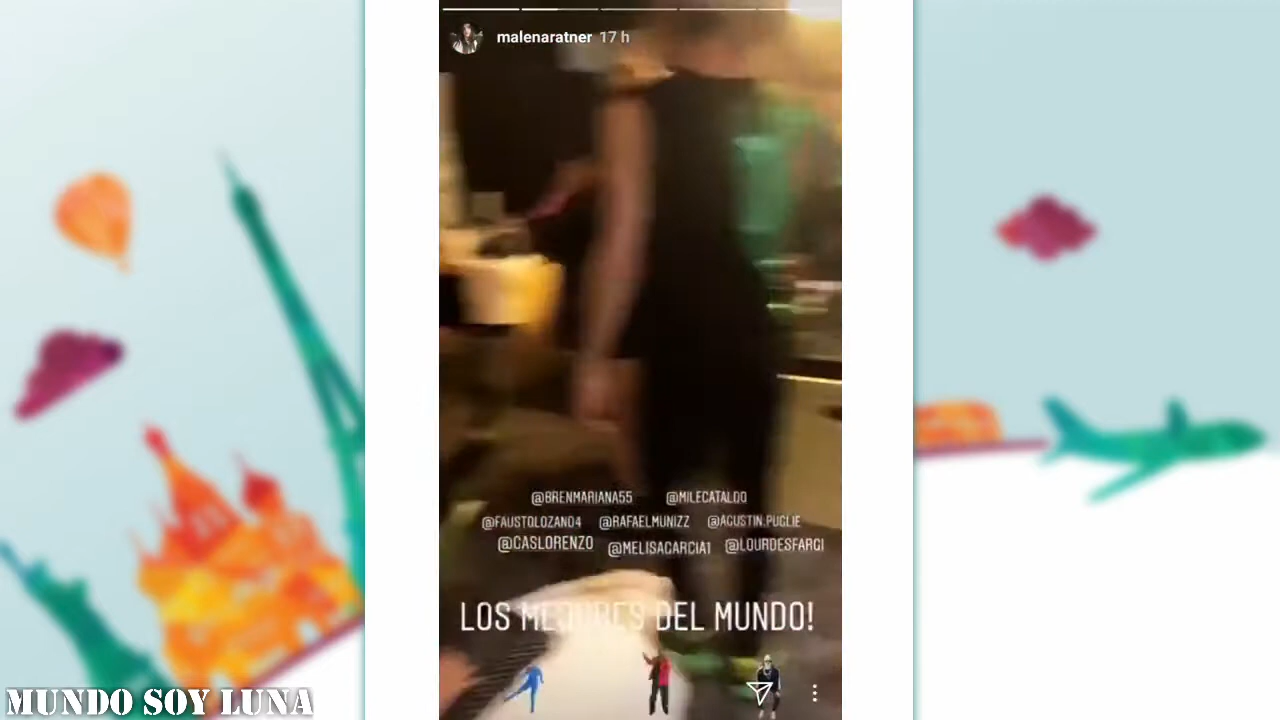 malenaratner 17 h
@BRENMARIANA55 @MILECATALDO
@FAUSTOLOZANO4 @RAFAELMUNIZZ @AGUSTIN.PUGLIE
@CASLORENZO @MELISAGARCIA1 @LOURDESFARGI
LOS MEJORES DEL MUNDO!
MUNDO SOY LUNA